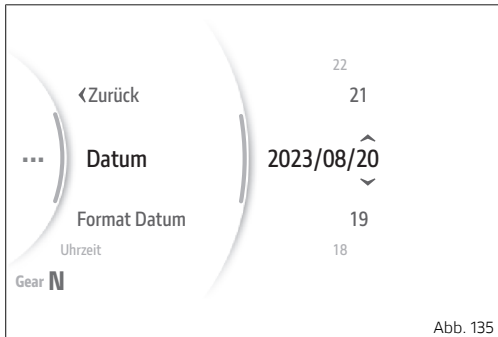 22
‹Zurück 21
... Datum 2023/08/20
Format Datum 19
Uhrzeit 18
Gear N
Abb. 135